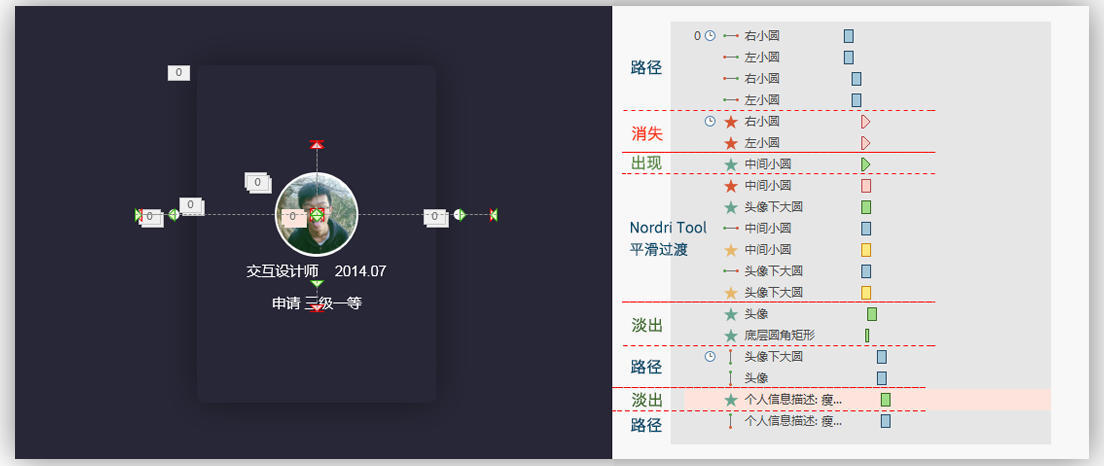 0
0
0
0
0
0
交互设计师 2014.07
申请 三级一等
路径
0 右小圆
左小圆
右小圆
左小圆
消失
右小圆
左小圆
出现
中间小圆
Nordri Tool
平滑过渡
中间小圆
头像下大圆
中间小圆
中间小圆
头像下大圆
头像下大圆
淡出
头像
底层圆角矩形
路径
头像下大圆
头像
淡出
个人信息描述: 瘦...
路径
个人信息描述: 瘦...